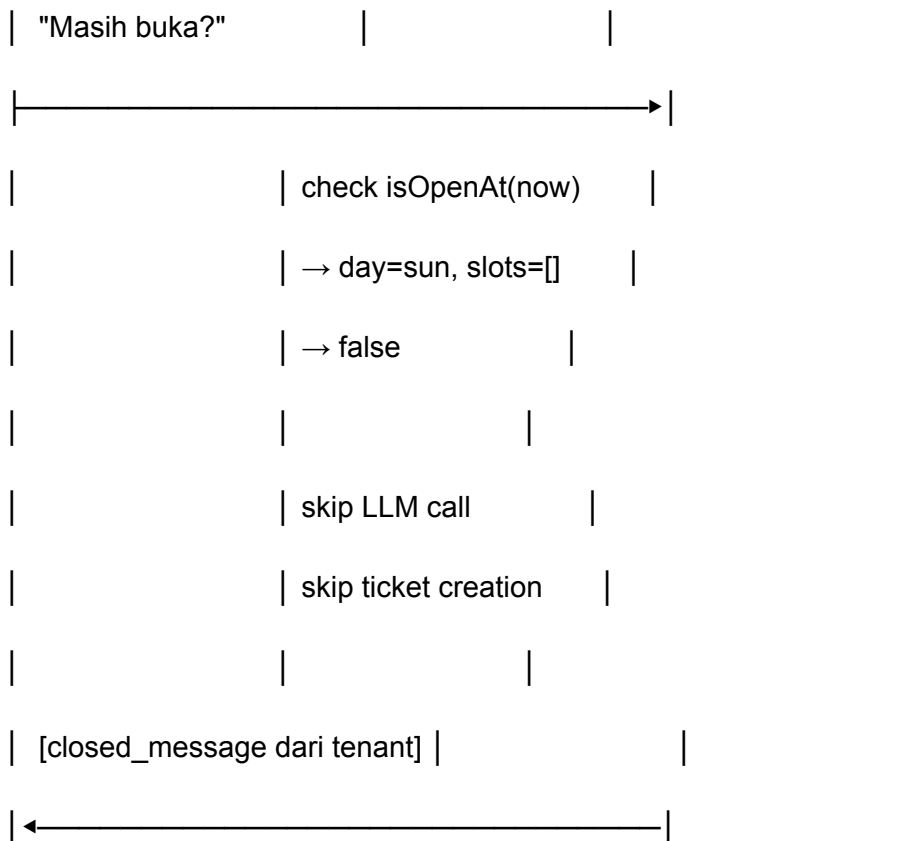 │ "Masih buka?" │ │
├──────────────────────────────►│
│ │ check isOpenAt(now) │
│ │ → day=sun, slots=[] │
│ │ → false │
│ │ │
│ │ skip LLM call │
│ │ skip ticket creation │
│ │ │
│ [closed_message dari tenant] │ │
│◄──────────────────────────────│